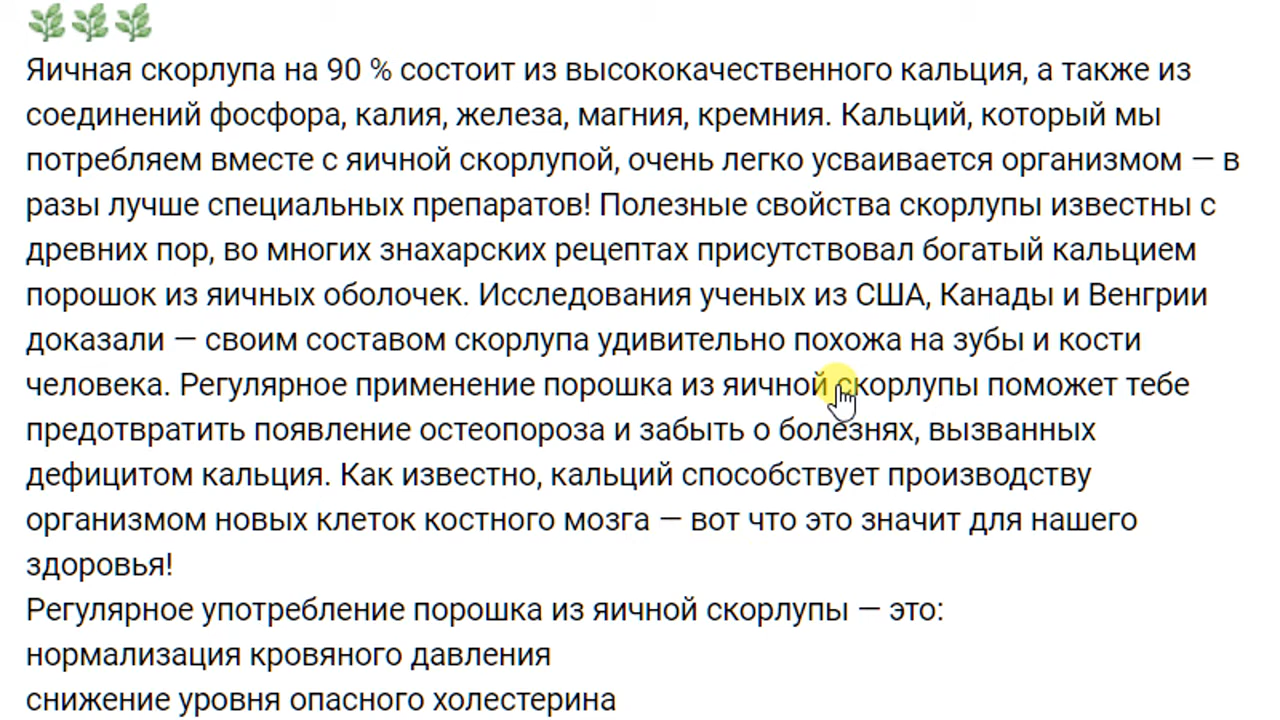 🌿🌿🌿
Яичная скорлупа на 90 % состоит из высококачественного кальция, а также из
соединений фосфора, калия, железа, магния, кремния. Кальций, который мы
потребляем вместе с яичной скорлупой, очень легко усваивается организмом — в
разы лучше специальных препаратов! Полезные свойства скорлупы известны с
древних пор, во многих знахарских рецептах присутствовал богатый кальцием
порошок из яичных оболочек. Исследования ученых из США, Канады и Венгрии
доказали — своим составом скорлупа удивительно похожа на зубы и кости
человека. Регулярное применение порошка из яичной скорлупы поможет тебе
предотвратить появление остеопороза и забыть о болезнях, вызванных
дефицитом кальция. Как известно, кальций способствует производству
организмом новых клеток костного мозга — вот что это значит для нашего
здоровья!
Регулярное употребление порошка из яичной скорлупы — это:
нормализация кровяного давления
снижение уровня опасного холестерина